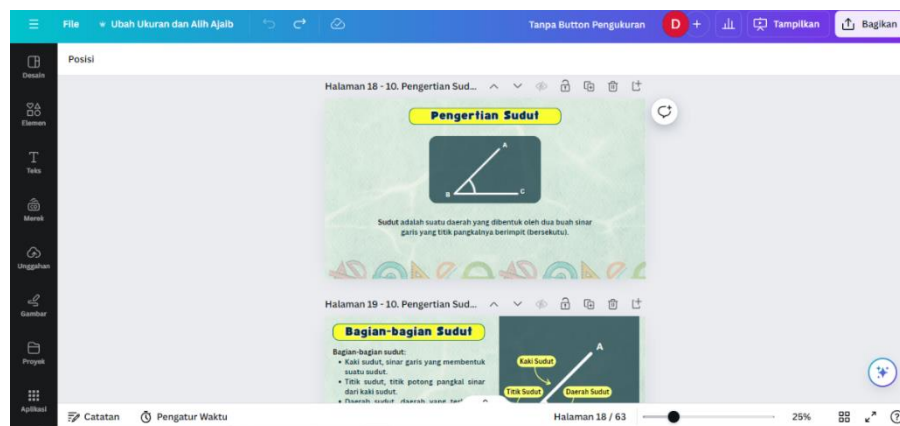 File Ubah Ukuran dan Alih Ajaib Tanpa Button Pengukuran D + Tampilkan Bagikan
Posisi
Desain
Elemen
Teks
Merek
Unggahan
Gambar
Proyek
Aplikasi
Halaman 18 - 10. Pengertian Sud...
Pengertian Sudut
A
B
C
Sudut adalah suatu daerah yang dibentuk oleh dua buah sinar
garis yang titik pangkalnya berimpit (bersekutu).
Halaman 19 - 10. Pengertian Sud...
Bagian-bagian Sudut
Bagian-bagian sudut:
• Kaki sudut, sinar garis yang membentuk
suatu sudut.
• Titik sudut, titik potong pangkal sinar
dari kaki sudut.
• Daerah sudut, daerah yang
A
Kaki Sudut
Titik Sudut
Daerah Sudut
Catatan Pengatur Waktu Halaman 18 / 63 25%